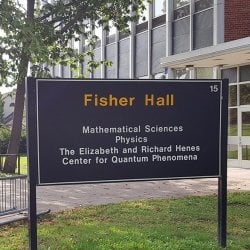 15
Fisher Hall
Mathematical Sciences
Physics
The Elizabeth and Richard Henes
Center for Quantum Phenomena